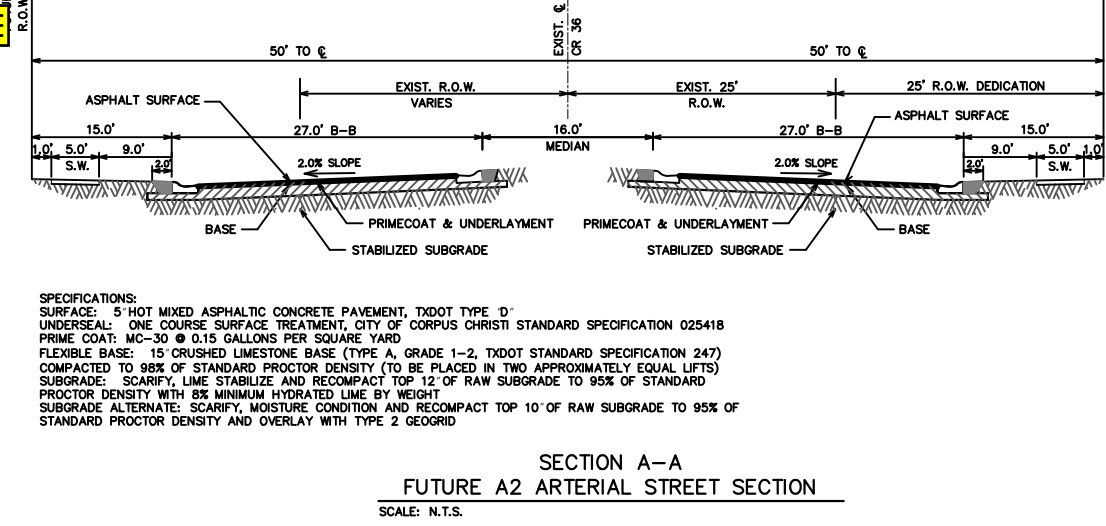 R.O.W.
EXIST. ℄
CR 36
50' TO ℄
50' TO ℄
EXIST. R.O.W.
VARIES
EXIST. 25'
R.O.W.
25' R.O.W. DEDICATION
ASPHALT SURFACE
ASPHALT SURFACE
15.0'
27.0' B-B
16.0'
MEDIAN
27.0' B-B
15.0'
1.0'
5.0'
S.W.
9.0'
2.0'
2.0% SLOPE
2.0% SLOPE
9.0'
2.0'
5.0'
S.W.
1.0'
BASE
PRIMECOAT & UNDERLAYMENT
STABILIZED SUBGRADE
PRIMECOAT & UNDERLAYMENT
STABILIZED SUBGRADE
BASE
SPECIFICATIONS:
SURFACE: 5" HOT MIXED ASPHALTIC CONCRETE PAVEMENT, TXDOT TYPE 'D"
UNDERSEAL: ONE COURSE SURFACE TREATMENT, CITY OF CORPUS CHRISTI STANDARD SPECIFICATION 025418
PRIME COAT: MC-30 @ 0.15 GALLONS PER SQUARE YARD
FLEXIBLE BASE: 15" CRUSHED LIMESTONE BASE (TYPE A, GRADE 1-2, TXDOT STANDARD SPECIFICATION 247)
COMPACTED TO 98% OF STANDARD PROCTOR DENSITY (TO BE PLACED IN TWO APPROXIMATELY EQUAL LIFTS)
SUBGRADE: SCARIFY, LIME STABILIZE AND RECOMPACT TOP 12" OF RAW SUBGRADE TO 95% OF STANDARD
PROCTOR DENSITY WITH 8% MINIMUM HYDRATED LIME BY WEIGHT
SUBGRADE ALTERNATE: SCARIFY, MOISTURE CONDITION AND RECOMPACT TOP 10" OF RAW SUBGRADE TO 95% OF
STANDARD PROCTOR DENSITY AND OVERLAY WITH TYPE 2 GEOGRID
SECTION A-A
FUTURE A2 ARTERIAL STREET SECTION
SCALE: N.T.S.